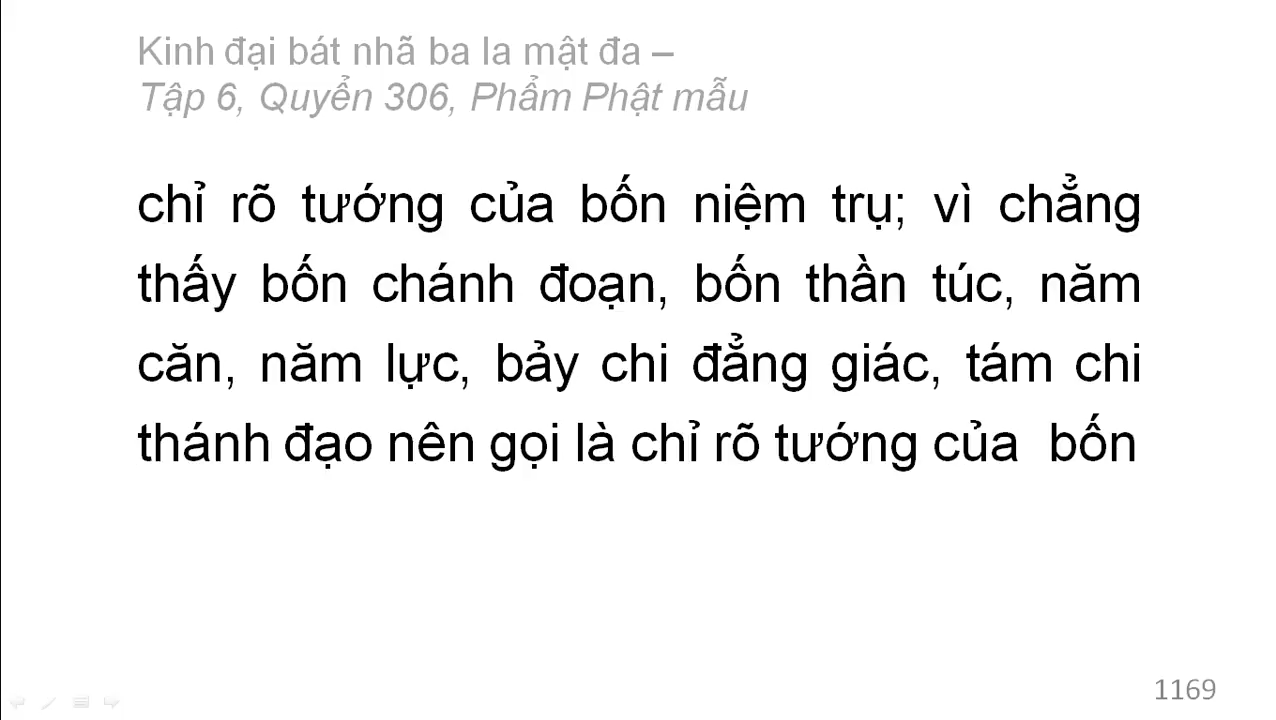 Kinh đại bát nhã ba la mật đa –
Tập 6, Quyển 306, Phẩm Phật mẫu
chỉ rõ tướng của bốn niệm trụ; vì chẳng
thấy bốn chánh đoạn, bốn thần túc, năm
căn, năm lực, bảy chi đẳng giác, tám chi
thánh đạo nên gọi là chỉ rõ tướng của bốn
1169